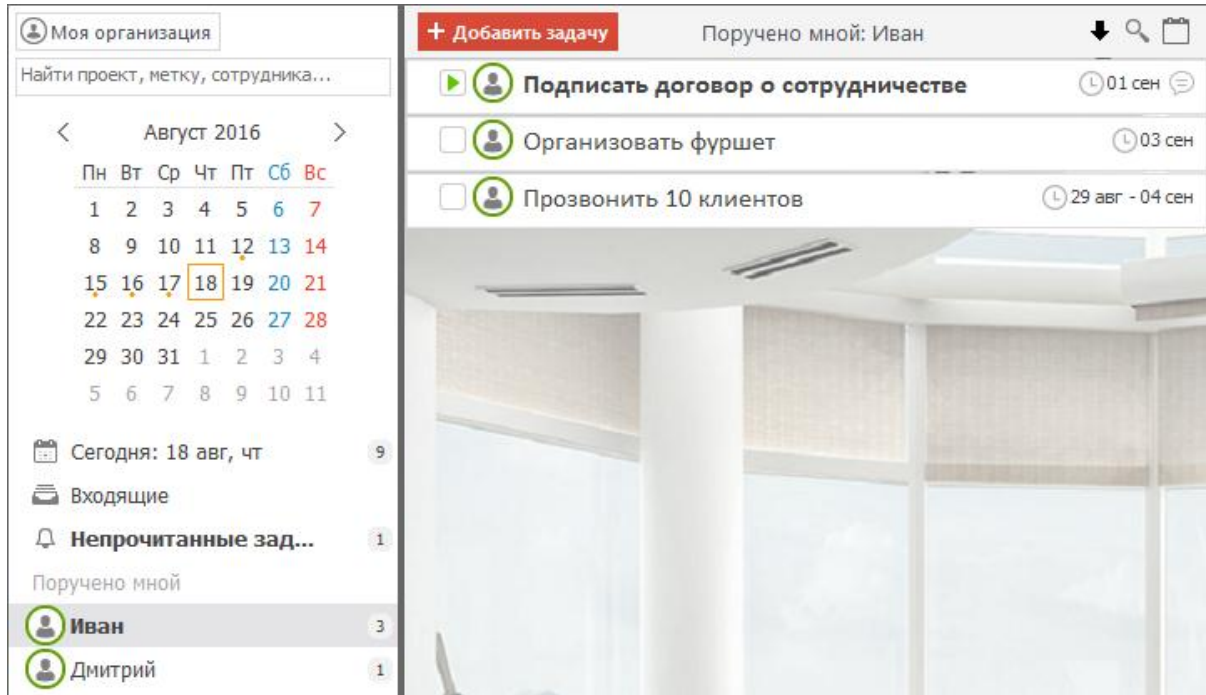 Моя организация
Найти проект, метку, сотрудника...
Август 2016
Пн Вт Ср Чт Пт Сб Вс
1 2 3 4 5 6 7
8 9 10 11 12 13 14
15 16 17 18 19 20 21
22 23 24 25 26 27 28
29 30 31 1 2 3 4
5 6 7 8 9 10 11
Сегодня: 18 авг, чт 9
Входящие
Непрочитанные зад... 1
Поручено мной
Иван 3
Дмитрий 1
+ Добавить задачу
Поручено мной: Иван
Подписать договор о сотрудничестве 01 сен
Организовать фуршет 03 сен
Прозвонить 10 клиентов 29 авг - 04 сен